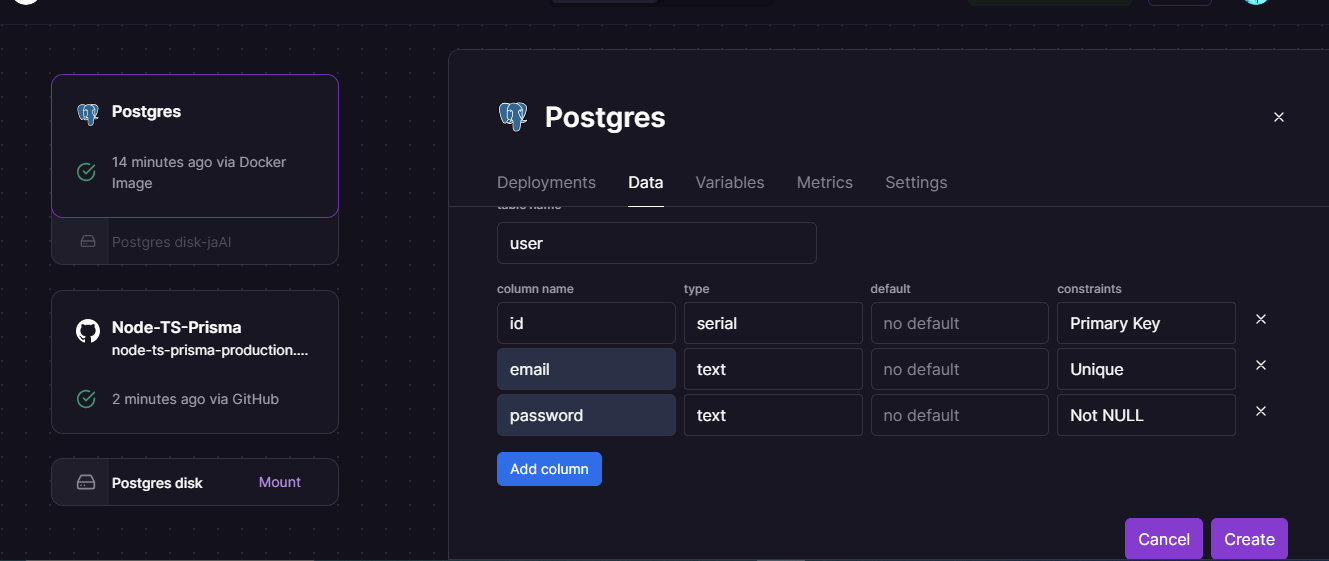 Postgres
14 minutes ago via Docker
Image
Postgres disk-jaAI
Node-TS-Prisma
node-ts-prisma-production....
2 minutes ago via GitHub
Postgres disk Mount
Postgres
Deployments Data Variables Metrics Settings
table name
user
column name type default constraints
id serial no default Primary Key
email text no default Unique
password text no default Not NULL
Add column
Cancel Create